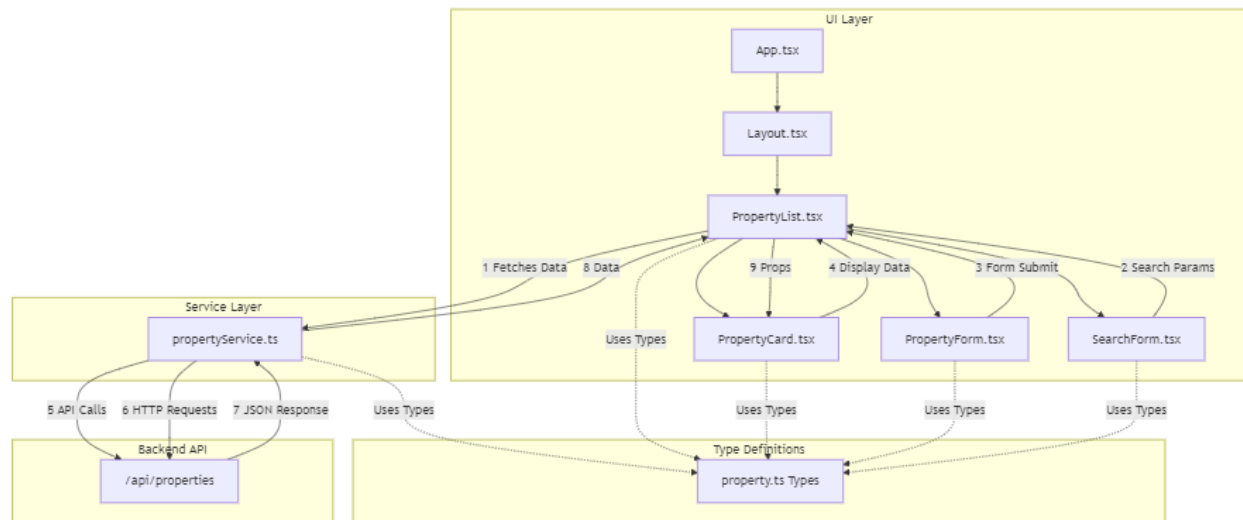 UI Layer
App.tsx
Layout.tsx
PropertyList.tsx
1 Fetches Data
8 Data
9 Props
4 Display Data
3 Form Submit
2 Search Params
Service Layer
propertyService.ts
Uses Types
PropertyCard.tsx
PropertyForm.tsx
SearchForm.tsx
5 API Calls
6 HTTP Requests
7 JSON Response
Uses Types
Uses Types
Uses Types
Uses Types
Backend API
/api/properties
Type Definitions
property.ts Types